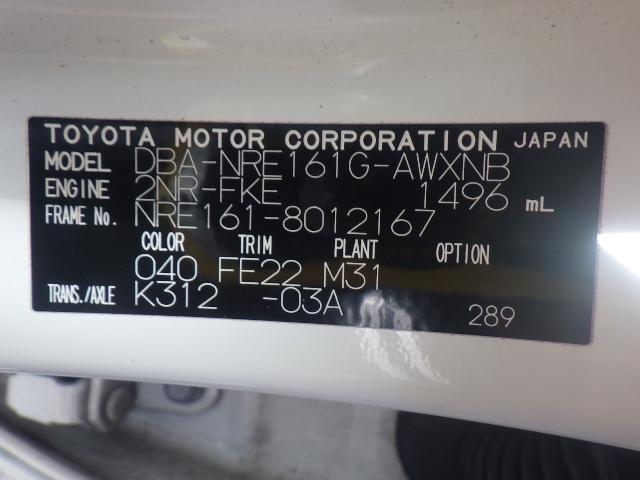 TOYOTA MOTOR CORPORATION JAPAN
MODEL DBA-NRE161G-AWXNB
ENGINE 2NR-FKE 1496 mL
FRAME No. NRE161-8012167
COLOR TRIM PLANT OPTION
040 FE22 M31
TRANS./AXLE K312 -03A
289